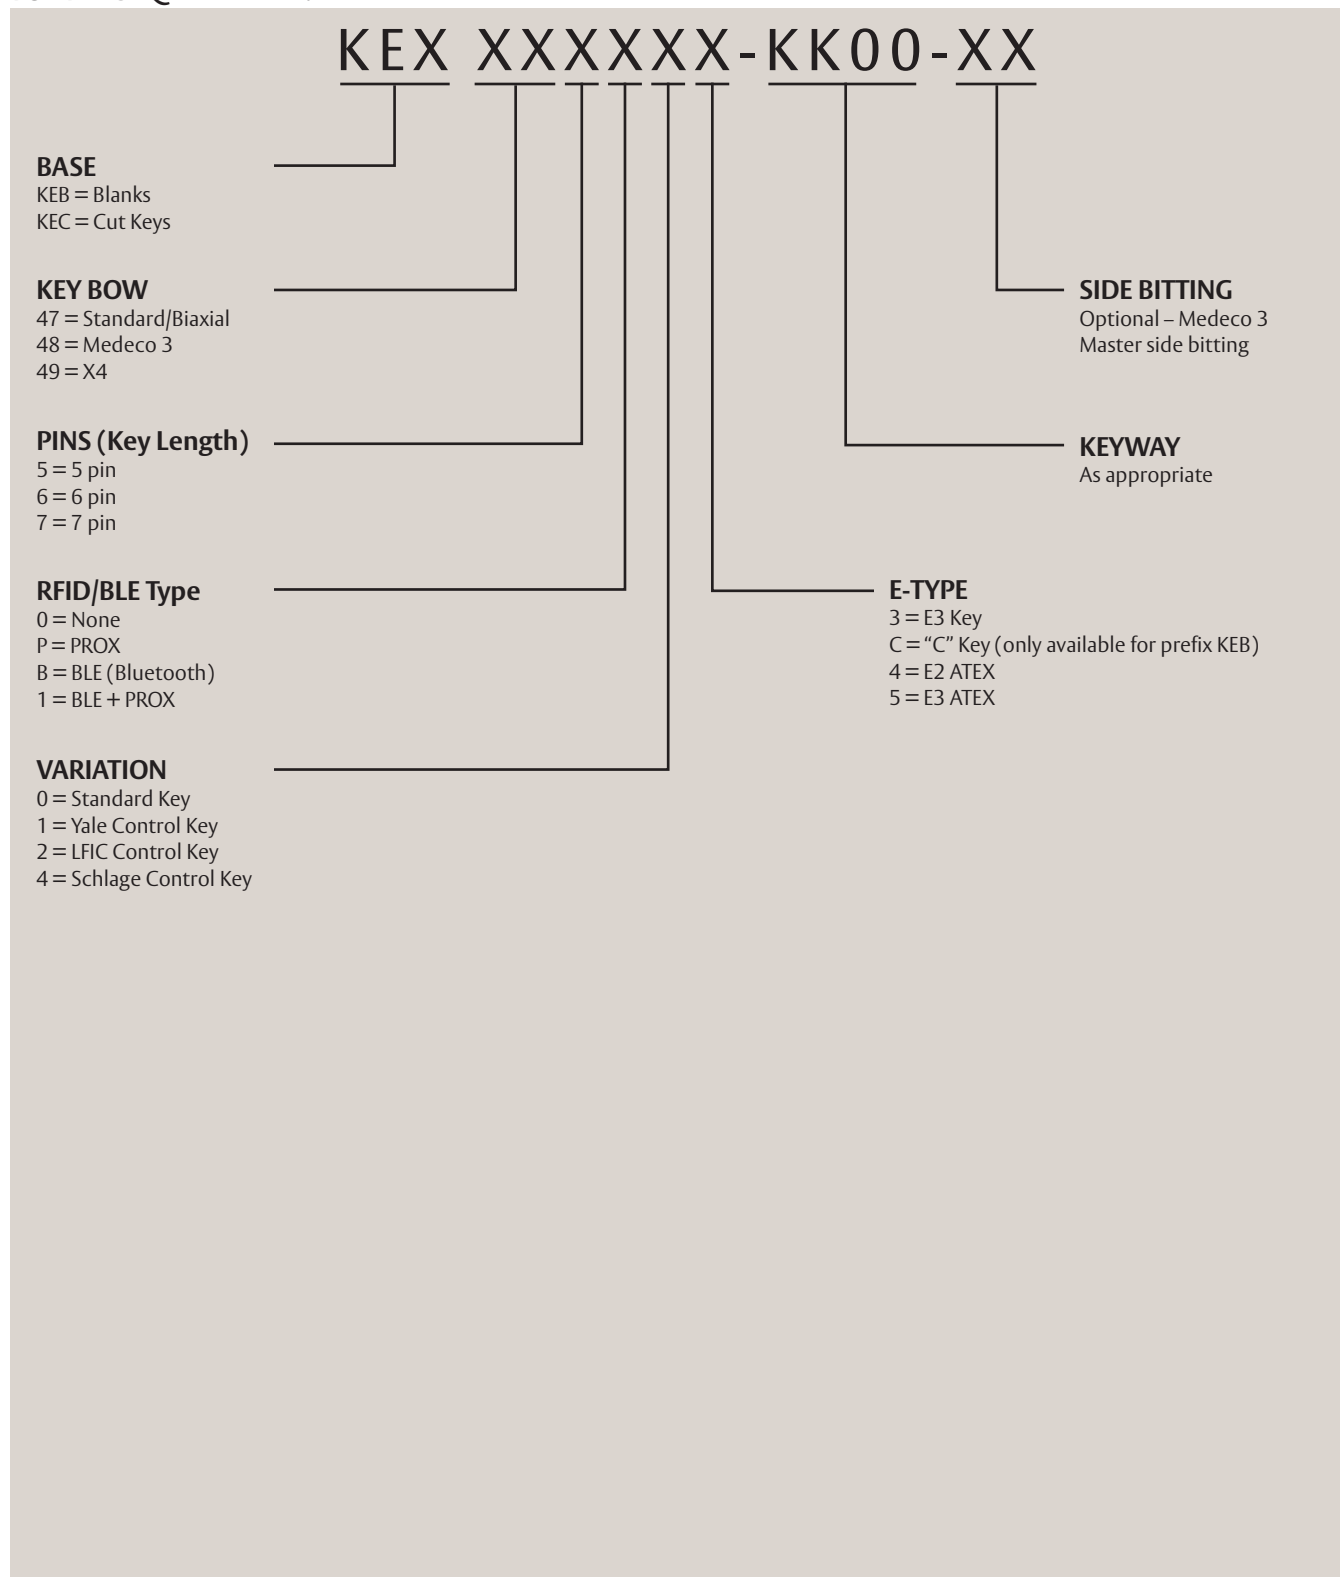 KEX XXXXXX-KK00-XX
BASE
KEB = Blanks
KEC = Cut Keys
KEY BOW
47 = Standard/Biaxial
48 = Medeco 3
49 = X4
PINS (Key Length)
5 = 5 pin
6 = 6 pin
7 = 7 pin
RFID/BLE Type
0 = None
P = PROX
B = BLE (Bluetooth)
1 = BLE + PROX
VARIATION
0 = Standard Key
1 = Yale Control Key
2 = LFIC Control Key
4 = Schlage Control Key
SIDE BITTING
Optional – Medeco 3
Master side bitting
KEYWAY
As appropriate
E-TYPE
3 = E3 Key
C = “C” Key (only available for prefix KEB)
4 = E2 ATEX
5 = E3 ATEX